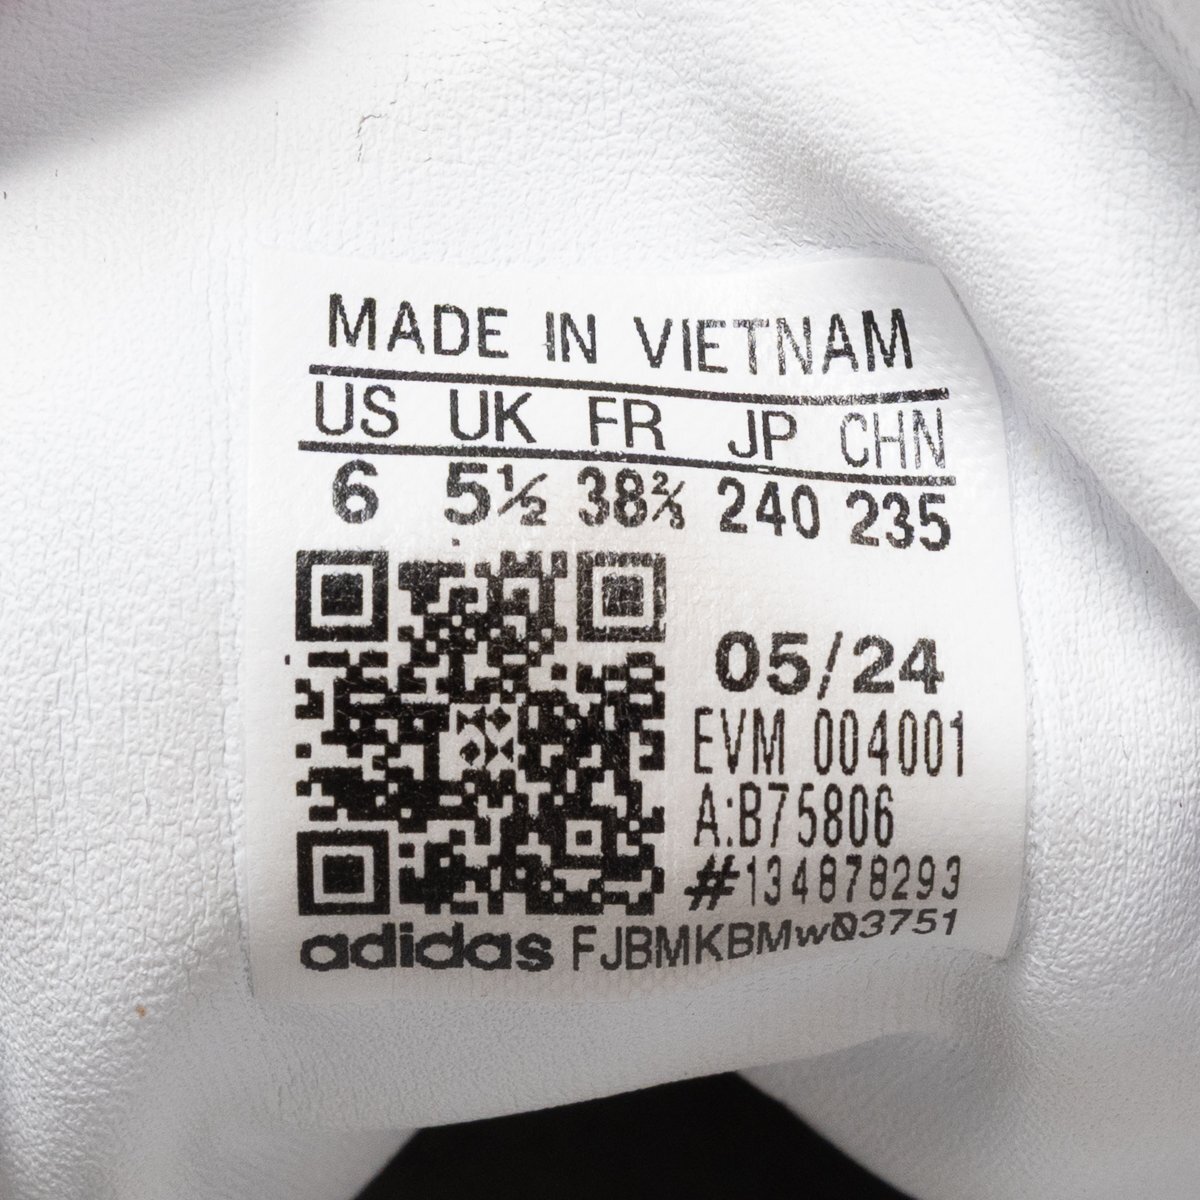 MADE IN VIETNAM
US UK FR JP CHN
6 5½ 38⅔ 240 235
05/24
EVM 004001
A:B75806
#134878293
adidas FJBMKBMwQ3751